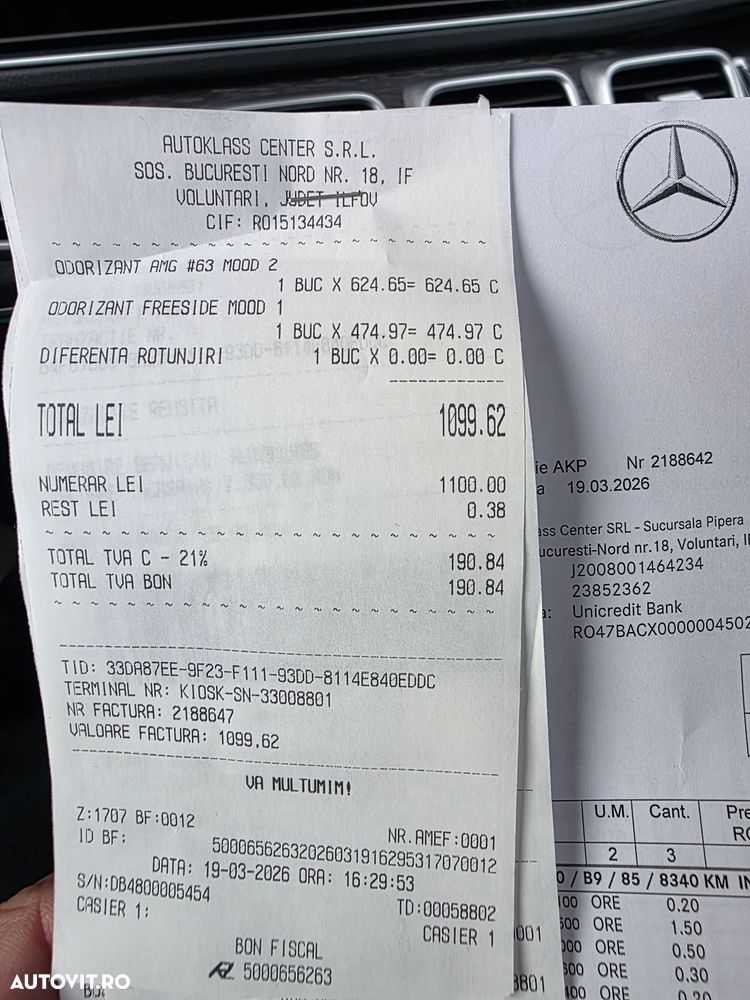 AUTOKLASS CENTER S.R.L.
SOS. BUCURESTI NORD NR. 18, IF
VOLUNTARI, JUDET ILFOV
CIF: RO15134434
ODORIZANT AMG #63 MOOD 2
1 BUC X 624.65= 624.65 C
ODORIZANT FREESIDE MOOD 1
1 BUC X 474.97= 474.97 C
DIFERENTA ROTUNJIRI 1 BUC X 0.00= 0.00 C
TOTAL LEI 1099.62
NUMERAR LEI 1100.00
REST LEI 0.38
TOTAL TVA C - 21% 190.84
TOTAL TVA BON 190.84
TID: 33DA87EE-9F23-F111-93DD-8114E840EDDC
TERMINAL NR: KIOSK-SN-33008801
NR FACTURA: 2188647
VALOARE FACTURA: 1099.62
VA MULTUMIM!
Z:1707 BF:0012 NR.AMEF:0001
ID BF: 50006562632026031916295317070012
DATA: 19-03-2026 ORA: 16:29:53
S/N:DB4800005454 TD:00058802
CASIER 1: CASIER 1
BON FISCAL
5000656263
AKP Nr 2188642
19.03.2026
Center SRL - Sucursala Pipera
Nord nr.18, Voluntari,
J2008001464234
23852362
Unicredit Bank
RO47BACX0000004502
U.M. Cant.
2 3
/ B9 / 85 / 8340 KM
ORE 0.20
ORE 1.50
ORE 0.50
ORE 0.30
ORE 0.20
AUTOVIT.RO